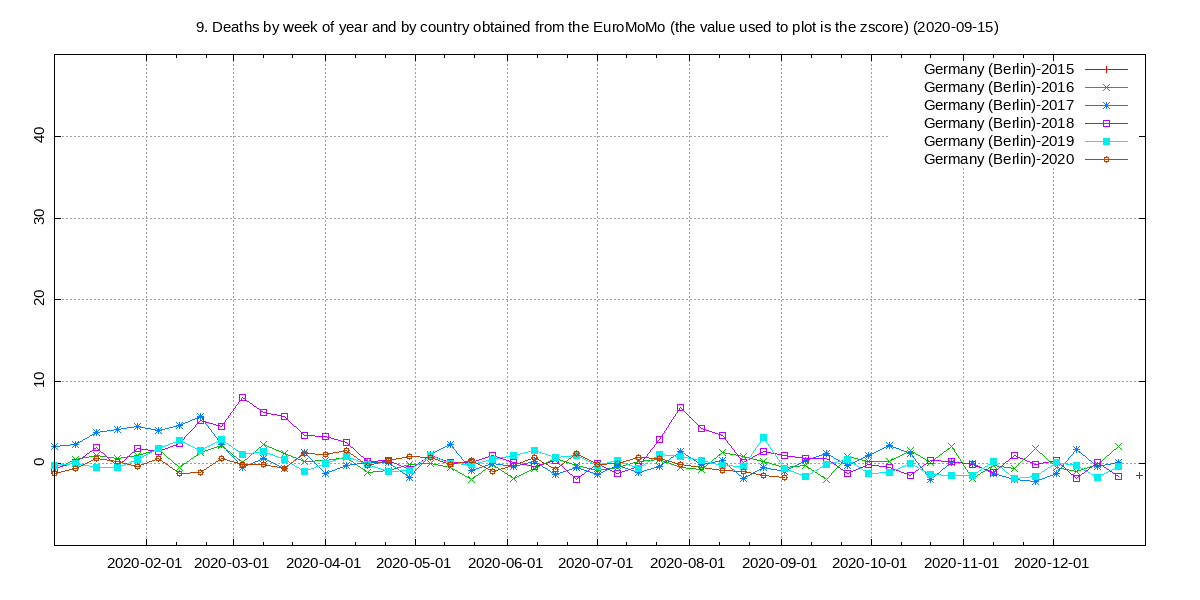 9. Deaths by week of year and by country obtained from the EuroMoMo (the value used to plot is the zscore) (2020-09-15)
Germany (Berlin)-2015
Germany (Berlin)-2016
Germany (Berlin)-2017
Germany (Berlin)-2018
Germany (Berlin)-2019
Germany (Berlin)-2020
40
30
20
10
0
2020-02-01 2020-03-01 2020-04-01 2020-05-01 2020-06-01 2020-07-01 2020-08-01 2020-09-01 2020-10-01 2020-11-01 2020-12-01